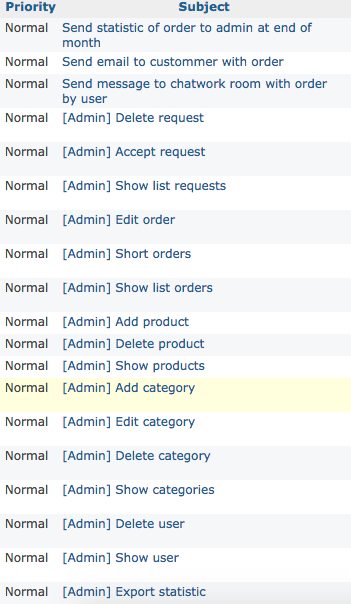 Priority Subject
Normal Send statistic of order to admin at end of
month
Normal Send email to custommer with order
Normal Send message to chatwork room with order
by user
Normal [Admin] Delete request
Normal [Admin] Accept request
Normal [Admin] Show list requests
Normal [Admin] Edit order
Normal [Admin] Short orders
Normal [Admin] Show list orders
Normal [Admin] Add product
Normal [Admin] Delete product
Normal [Admin] Show products
Normal [Admin] Add category
Normal [Admin] Edit category
Normal [Admin] Delete category
Normal [Admin] Show categories
Normal [Admin] Delete user
Normal [Admin] Show user
Normal [Admin] Export statistic